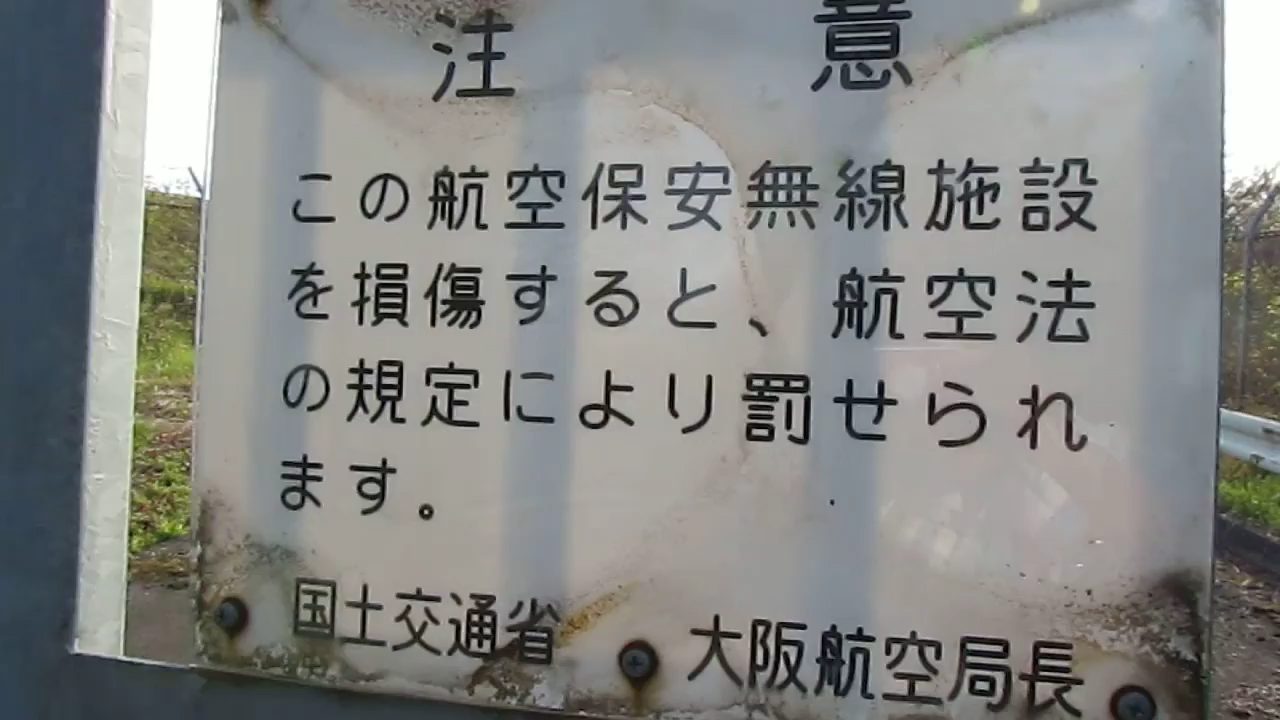 注意
この航空保安無線施設
を損傷すると、航空法
の規定により罰せられ
ます。
国土交通省 大阪航空局長